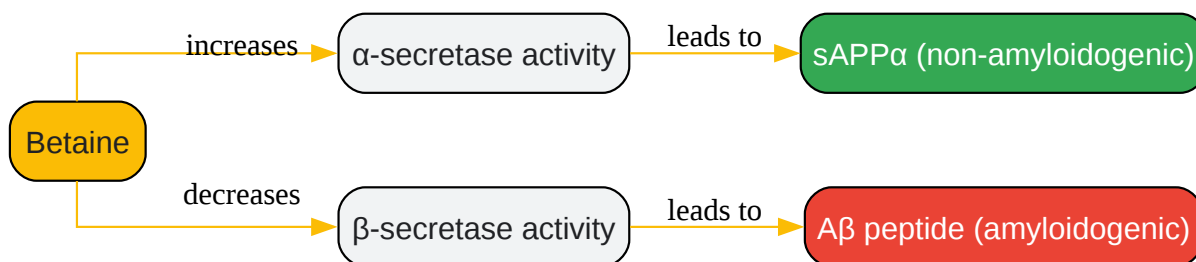 increases
α-secretase activity
leads to
sAPPα (non-amyloidogenic)
Betaine
decreases
β-secretase activity
leads to
Aβ peptide (amyloidogenic)